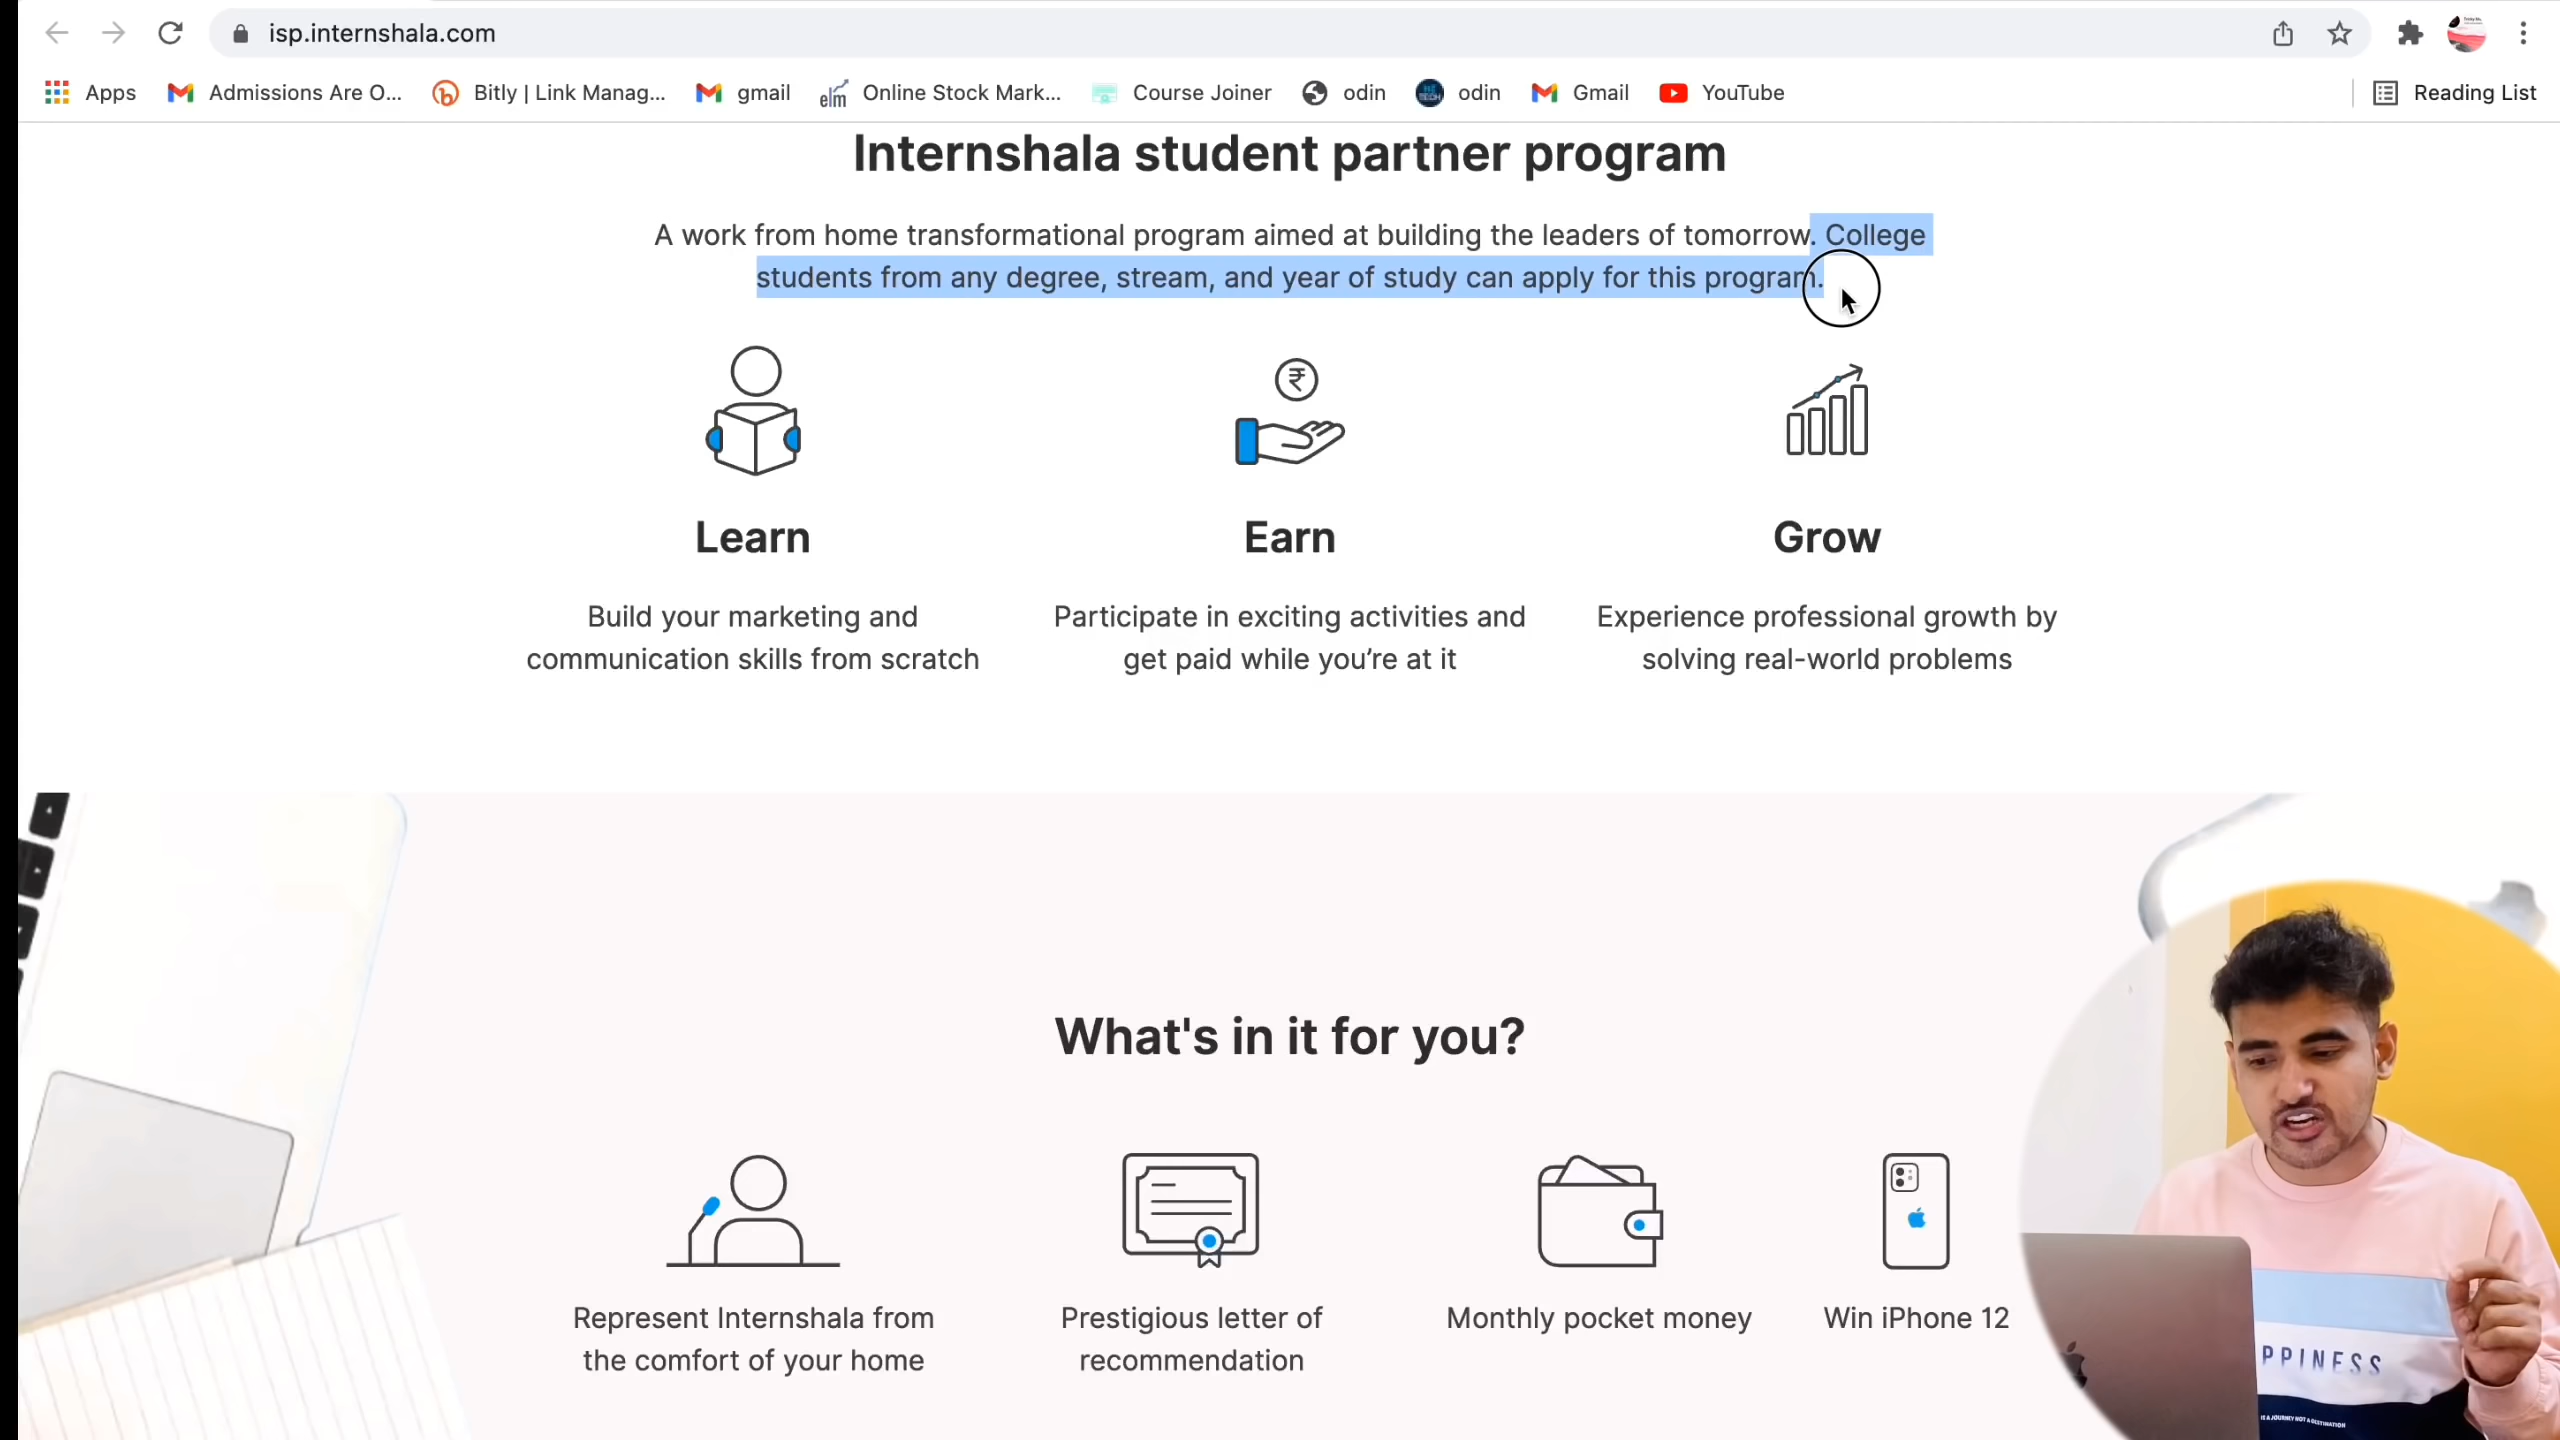 isp.internshala.com
Apps
Admissions Are O...
Bitly | Link Manag...
gmail
Online Stock Mark...
Course Joiner
odin
odin
Gmail
YouTube
Reading List
Internshala student partner program
A work from home transformational program aimed at building the leaders of tomorrow. College
students from any degree, stream, and year of study can apply for this program.
Learn
Build your marketing and
communication skills from scratch
Earn
Participate in exciting activities and
get paid while you’re at it
Grow
Experience professional growth by
solving real-world problems
What's in it for you?
Represent Internshala from
the comfort of your home
Prestigious letter of
recommendation
Monthly pocket money
Win iPhone 12
PPINESS
IS A JOURNEY NOT A DESTINATION